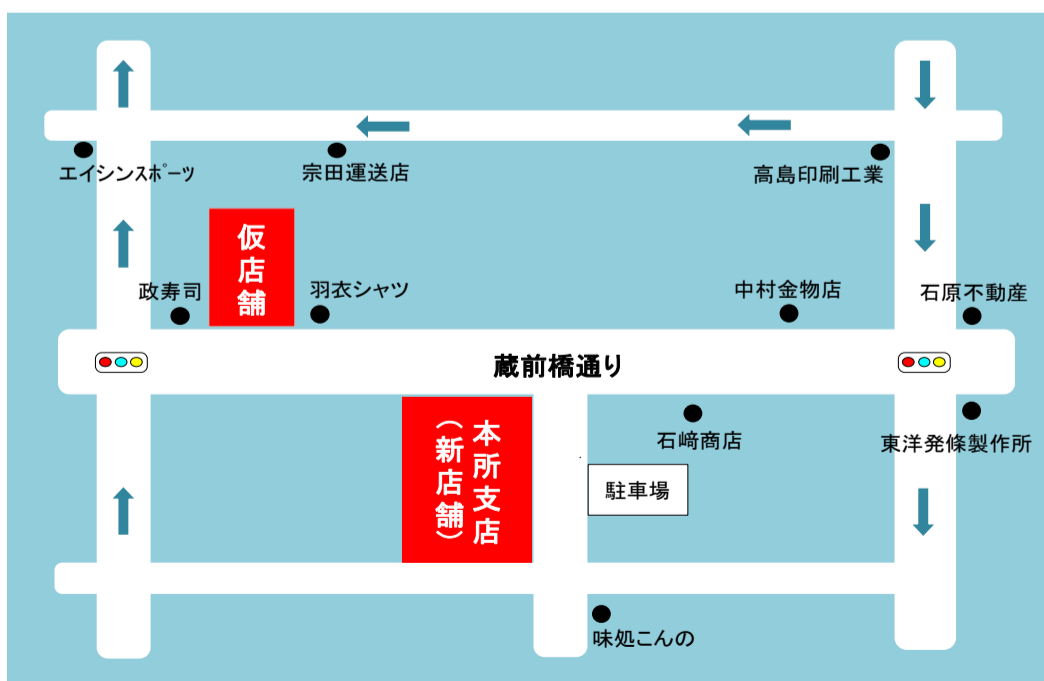 エイシンスポーツ
宗田運送店
高島印刷工業
仮店舗
政寿司
羽衣シャツ
中村金物店
石原不動産
蔵前橋通り
本所支店
（新店舗）
石﨑商店
東洋発條製作所
駐車場
味処こんの